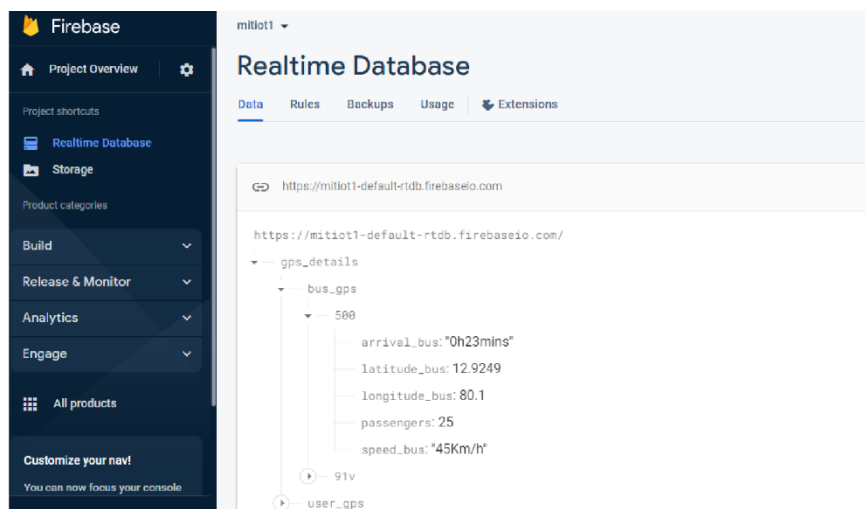 Firebase
Project Overview
Project shortcuts
Realtime Database
Storage
Product categories
Build
Release & Monitor
Analytics
Engage
All products
Customize your nav!
You can now focus your console
mitiot1
Realtime Database
Data Rules Backups Usage Extensions
https://mitiot1-default-rtdb.firebaseio.com
https://mitiot1-default-rtdb.firebaseio.com/
gps_details
bus_gps
500
arrival_bus: "0h23mins"
latitude_bus: 12.9249
longitude_bus: 80.1
passengers: 25
speed_bus: "45Km/h"
91v
user_gps